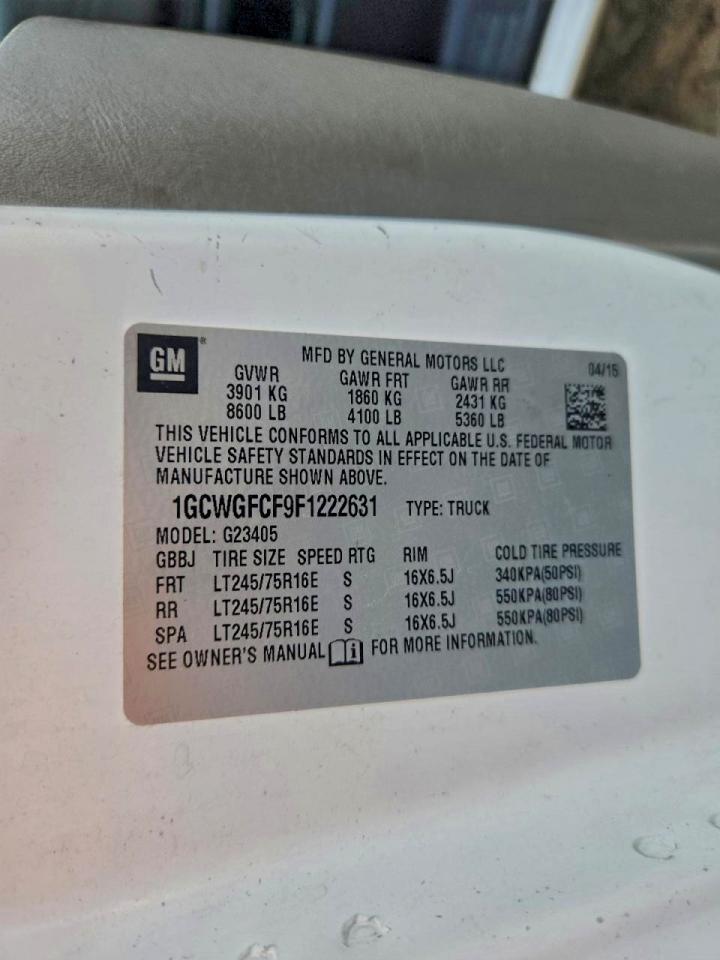 GM® MFD BY GENERAL MOTORS LLC 04/15
GVWR GAWR FRT GAWR RR
3901 KG 1860 KG 2431 KG
8600 LB 4100 LB 5360 LB
THIS VEHICLE CONFORMS TO ALL APPLICABLE U.S. FEDERAL MOTOR
VEHICLE SAFETY STANDARDS IN EFFECT ON THE DATE OF
MANUFACTURE SHOWN ABOVE.
1GCWGFCF9F1222631 TYPE: TRUCK
MODEL: G23405
GBBJ TIRE SIZE SPEED RTG RIM COLD TIRE PRESSURE
FRT LT245/75R16E S 16X6.5J 340KPA(50PSI)
RR LT245/75R16E S 16X6.5J 550KPA(80PSI)
SPA LT245/75R16E S 16X6.5J 550KPA(80PSI)
SEE OWNER'S MANUAL i FOR MORE INFORMATION.